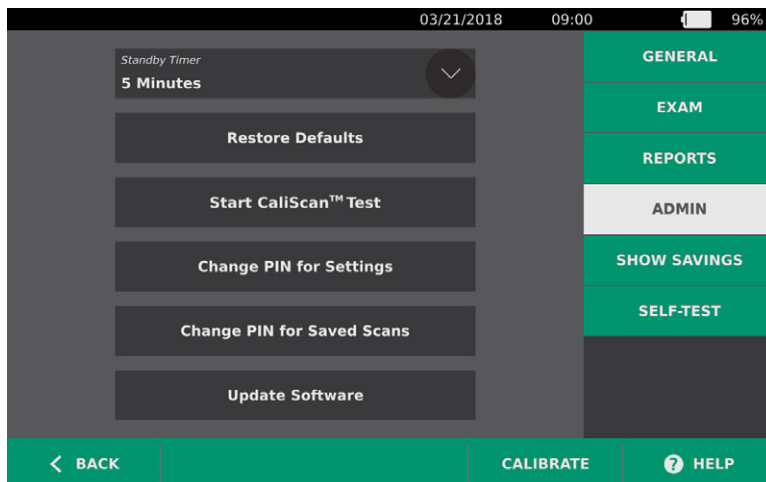 03/21/2018 09:00 96%
Standby Timer
5 Minutes
Restore Defaults
Start CaliScan™ Test
Change PIN for Settings
Change PIN for Saved Scans
Update Software
GENERAL
EXAM
REPORTS
ADMIN
SHOW SAVINGS
SELF-TEST
BACK
CALIBRATE
? HELP